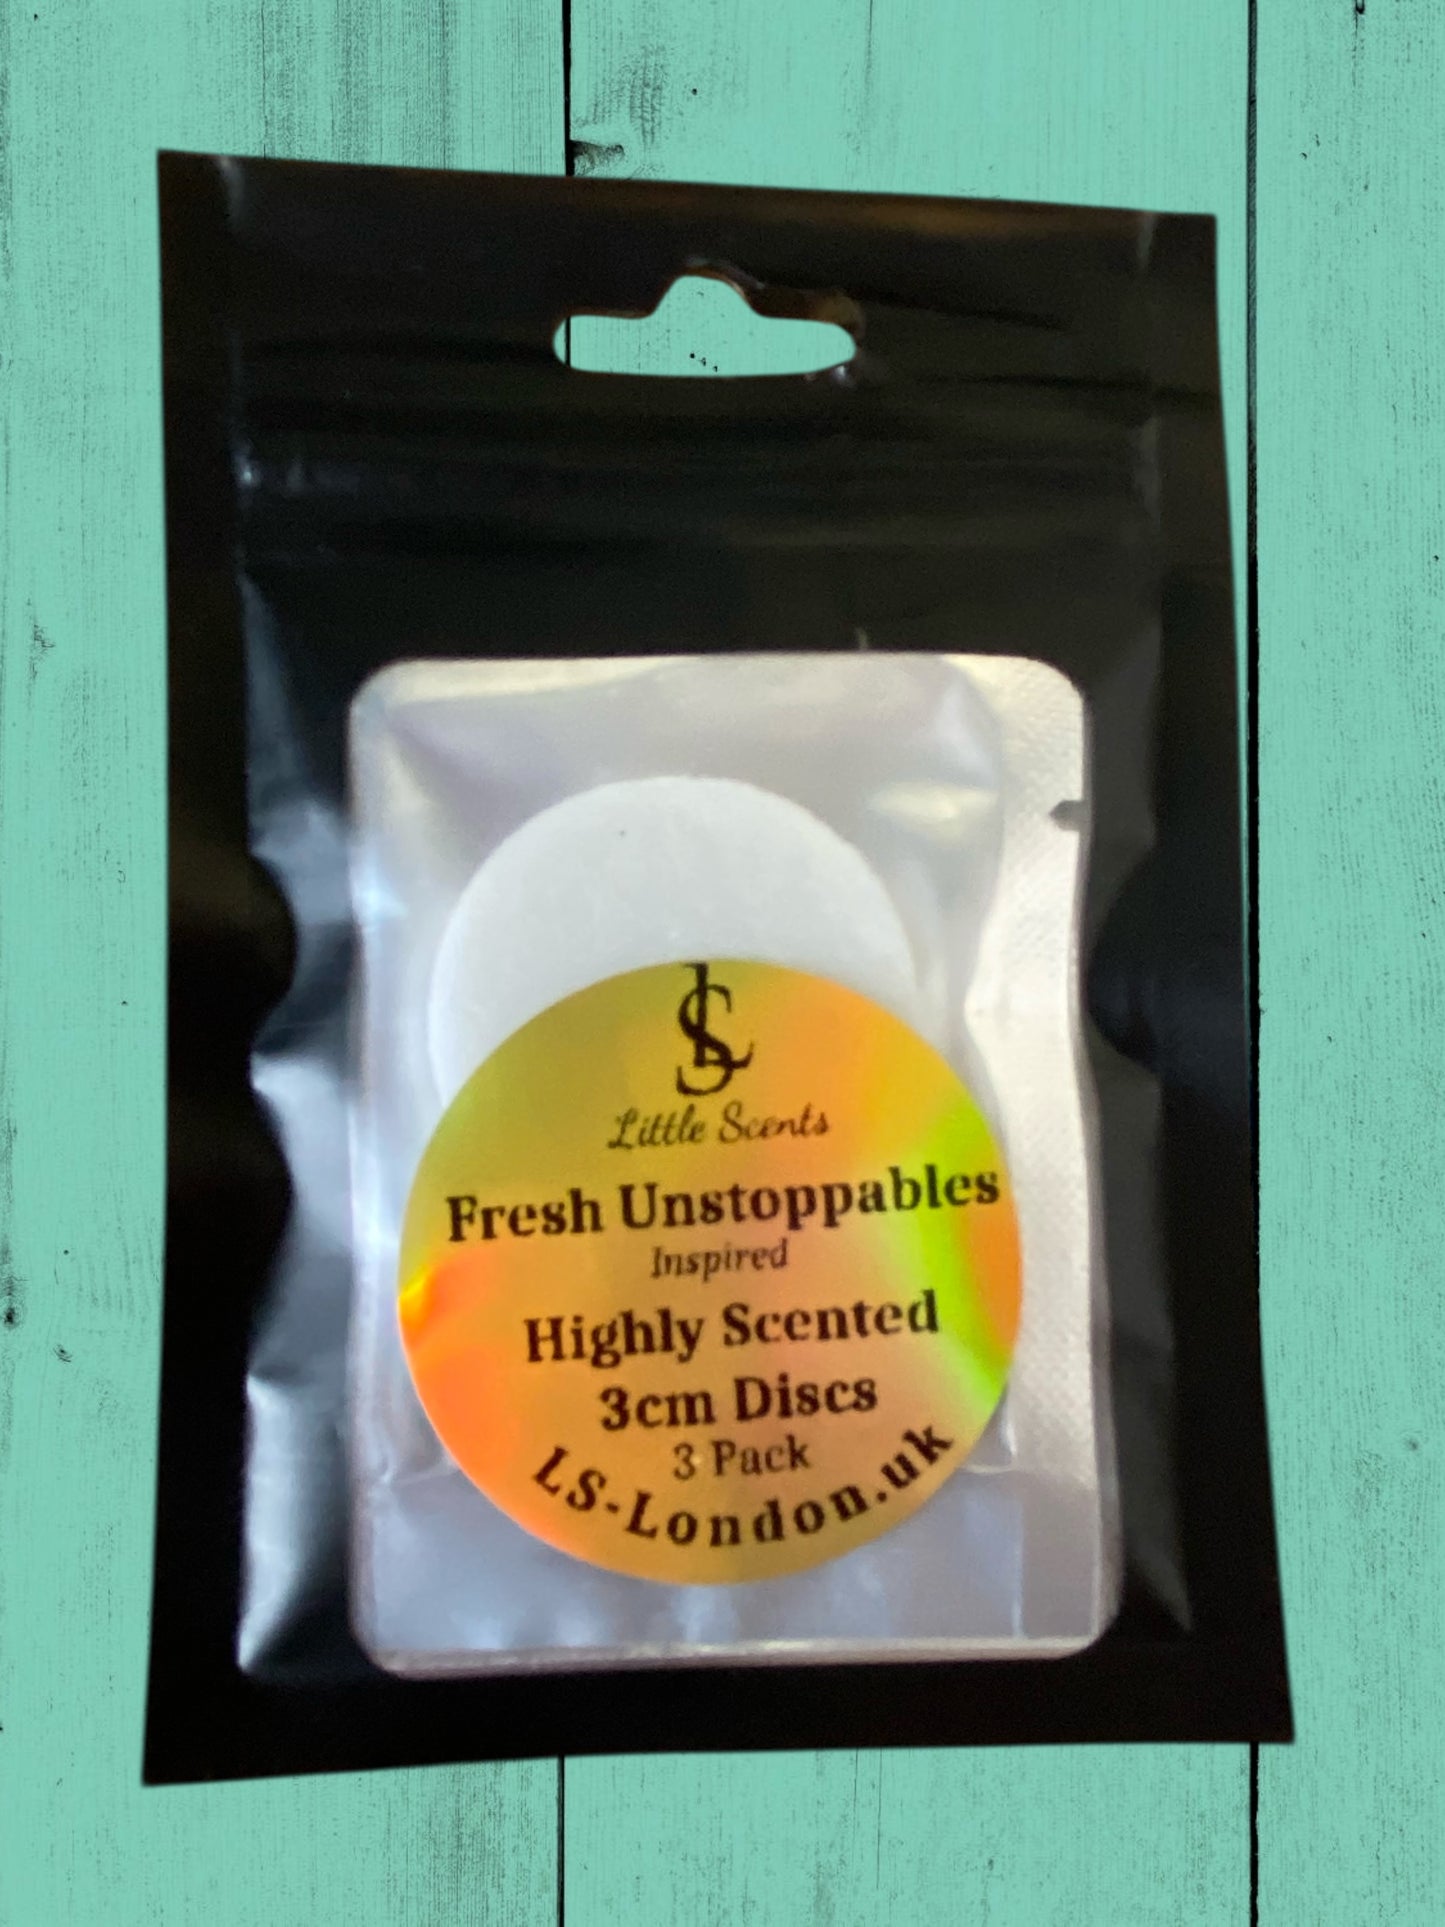 LS
Little Scents
Fresh Unstoppables
Inspired
Highly Scented
3cm Discs
3 Pack
LS-London.uk